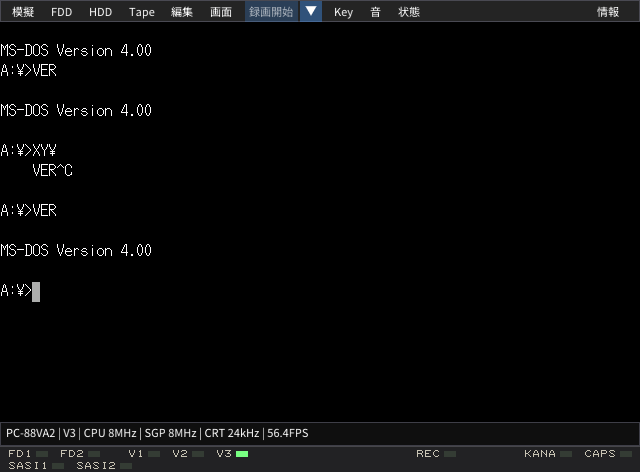 模擬 FDD HDD Tape 編集 画面 録画開始 ▼ Key 音 状態 情報
MS-DOS Version 4.00
A:¥>VER
MS-DOS Version 4.00
A:¥>XY¥
VER^C
A:¥>VER
MS-DOS Version 4.00
A:¥>
PC-88VA2 | V3 | CPU 8MHz | SGP 8MHz | CRT 24kHz | 56.4FPS
FD1 FD2 V1 V2 V3 REC KANA CAPS
SASI1 SASI2